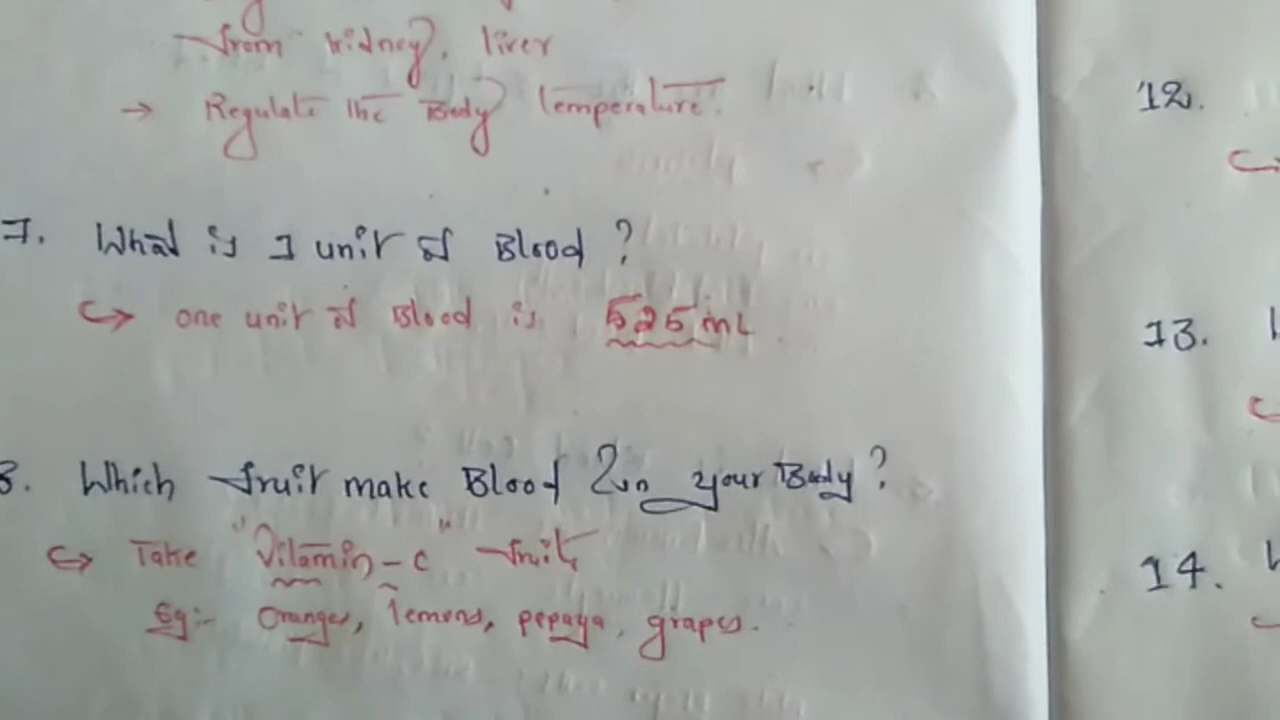 from kidney, liver
→ Regulate the Body temperature.
7. What is 1 unit of Blood ?
↪ one unit of Blood is 525 mL
8. Which fruit make Blood In your Body ?
↪ Take "Vitamin-c" fruit,
Eg:- Oranges, lemons, pepaya, grapes.
12.
13.
14.